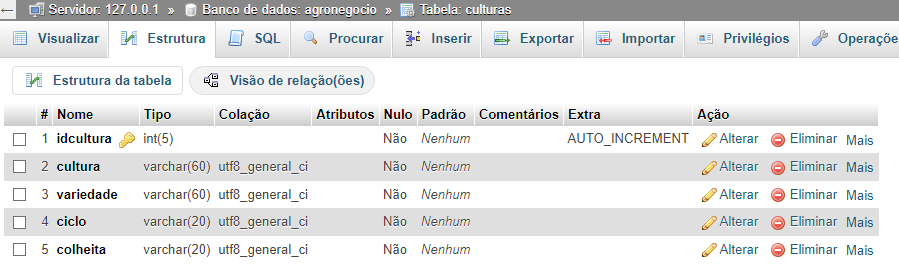 Servidor: 127.0.0.1 » Banco de dados: agronegocio » Tabela: culturas
Visualizar Estrutura SQL Procurar Inserir Exportar Importar Privilégios Operaçõe
Estrutura da tabela Visão de relação(ões)
# Nome Tipo Colação Atributos Nulo Padrão Comentários Extra Ação
1 idcultura int(5) Não Nenhum AUTO_INCREMENT Alterar Eliminar Mais
2 cultura varchar(60) utf8_general_ci Não Nenhum Alterar Eliminar Mais
3 variedade varchar(60) utf8_general_ci Não Nenhum Alterar Eliminar Mais
4 ciclo varchar(20) utf8_general_ci Não Nenhum Alterar Eliminar Mais
5 colheita varchar(20) utf8_general_ci Não Nenhum Alterar Eliminar Mais